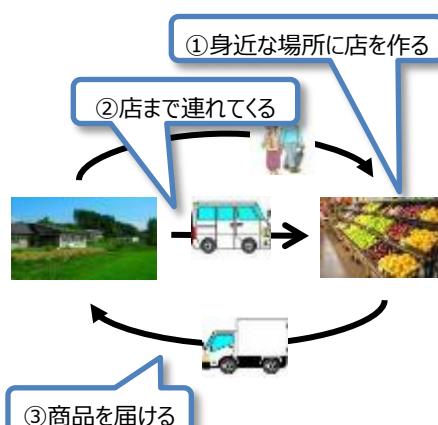 ①身近な場所に店を作る
②店まで連れてくる
③商品を届ける